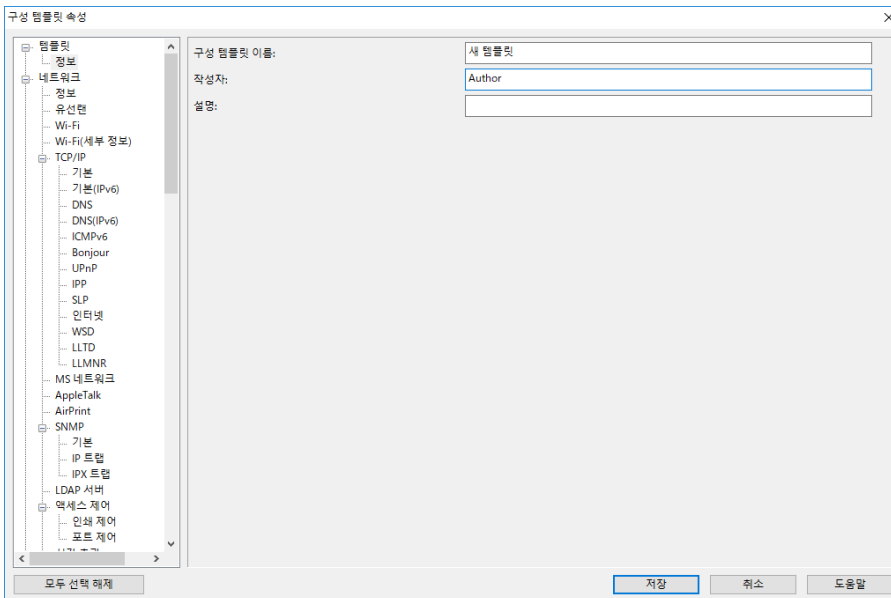 구성 템플릿 속성
템플릿
정보
네트워크
정보
유선랜
Wi-Fi
Wi-Fi(세부 정보)
TCP/IP
기본
기본(IPv6)
DNS
DNS(IPv6)
ICMPv6
Bonjour
UPnP
IPP
SLP
인터넷
WSD
LLTD
LLMNR
MS 네트워크
AppleTalk
AirPrint
SNMP
기본
IP 트랩
IPX 트랩
LDAP 서버
액세스 제어
인쇄 제어
포트 제어
구성 템플릿 이름: 새 템플릿
작성자: Author
설명:
모두 선택 해제 저장 취소 도움말